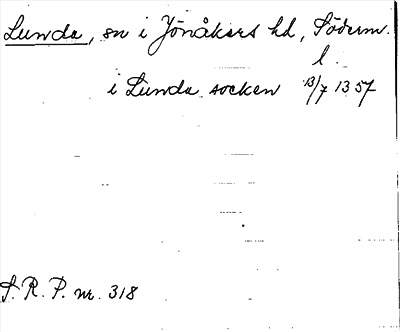 Lunda, sn i Jönåkers hd, Söderm.
l.
i Lunda socken 13/7 1357
S. R. P. nr. 318